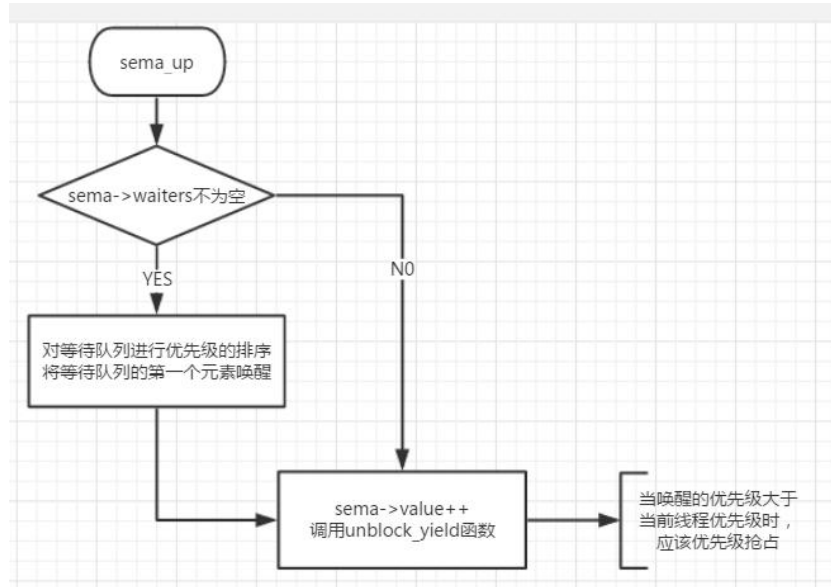 sema_up
sema->waiters不为空
YES
N0
对等待队列进行优先级的排序
将等待队列的第一个元素唤醒
sema->value++
调用unblock_yield函数
当唤醒的优先级大于
当前线程优先级时，
应该优先级抢占